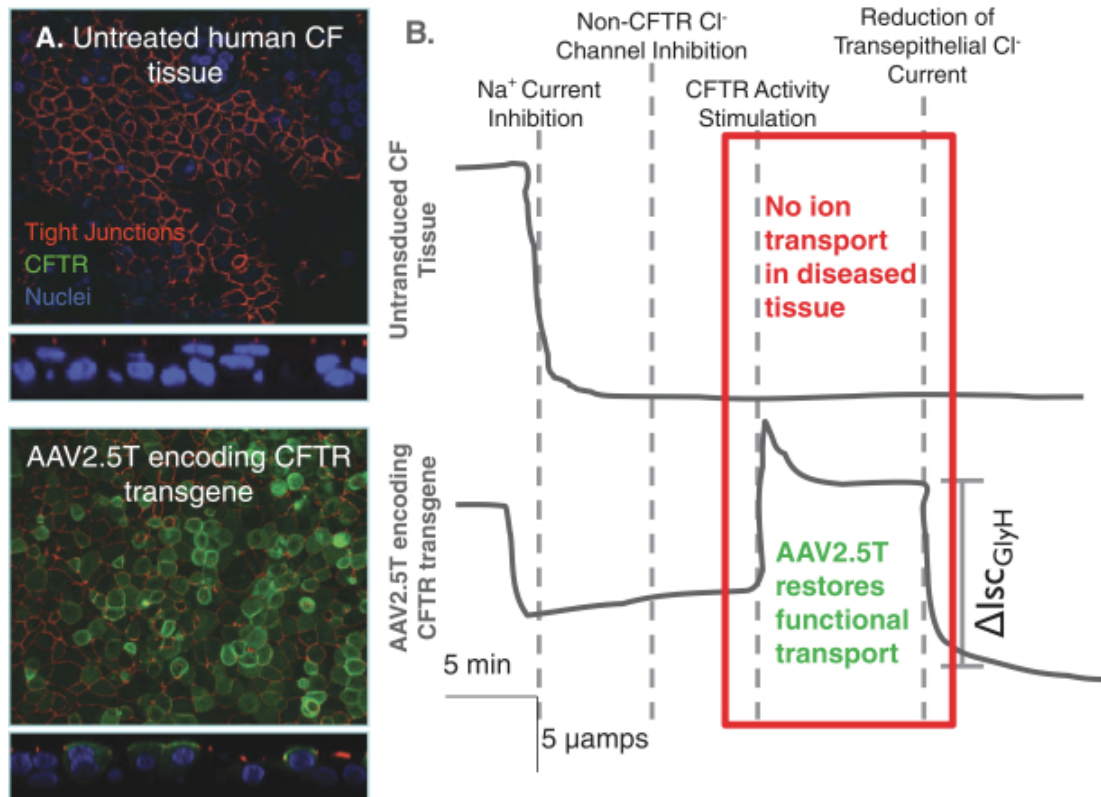 A. Untreated human CF
tissue
Tight Junctions
CFTR
Nuclei
AAV2.5T encoding CFTR
transgene
B.
Non-CFTR Cl-
Channel Inhibition
Reduction of
Transepithelial Cl-
Current
Na+ Current
Inhibition
CFTR Activity
Stimulation
Untransduced CF
Tissue
No ion
transport
in diseased
tissue
AAV2.5T encoding
CFTR transgene
AAV2.5T
restores
functional
transport
ΔIscGlyH
5 min
5 μamps